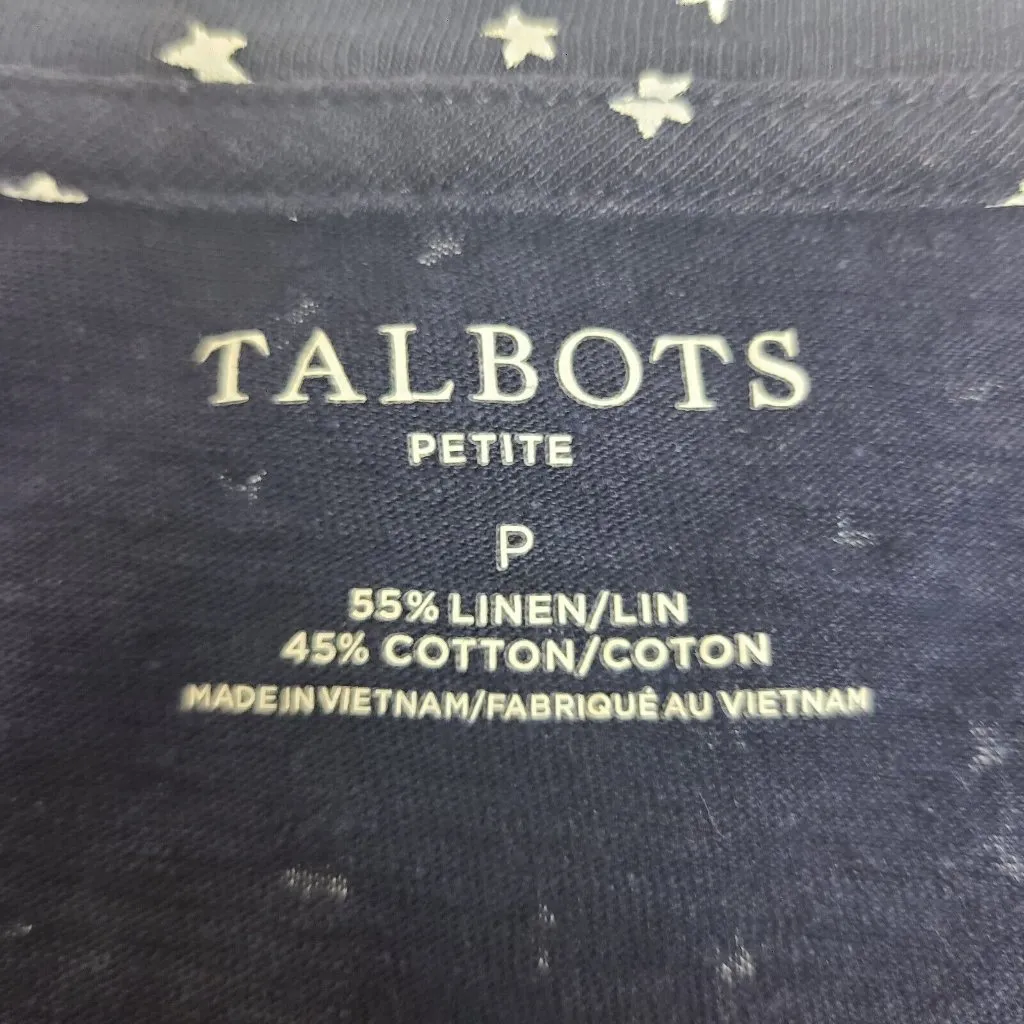 TALBOTS
PETITE
P
55% LINEN/LIN
45% COTTON/COTON
MADE IN VIETNAM/FABRIQUÉ AU VIETNAM